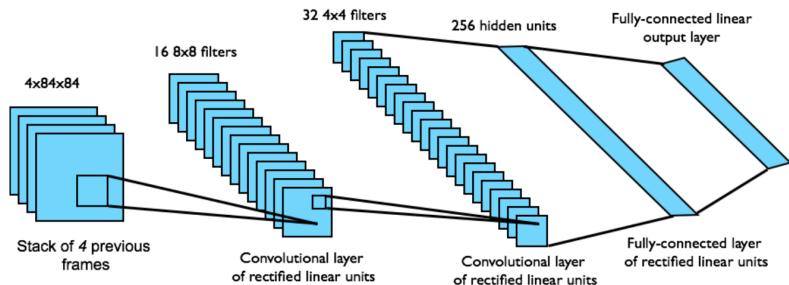 4x84x84
16 8x8 filters
32 4x4 filters
256 hidden units
Fully-connected linear
output layer
Stack of 4 previous
frames
Convolutional layer
of rectified linear units
Convolutional layer
of rectified linear units
Fully-connected layer
of rectified linear units